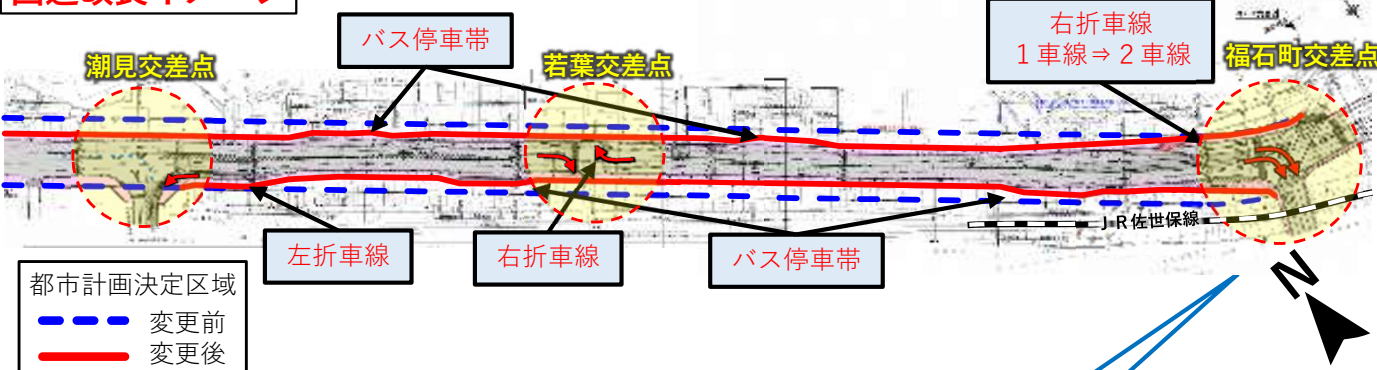 バス停車帯
右折車線
1車線⇒2車線
潮見交差点
若葉交差点
福石町交差点
JR佐世保線
左折車線
右折車線
バス停車帯
都市計画決定区域
変更前
変更後
N